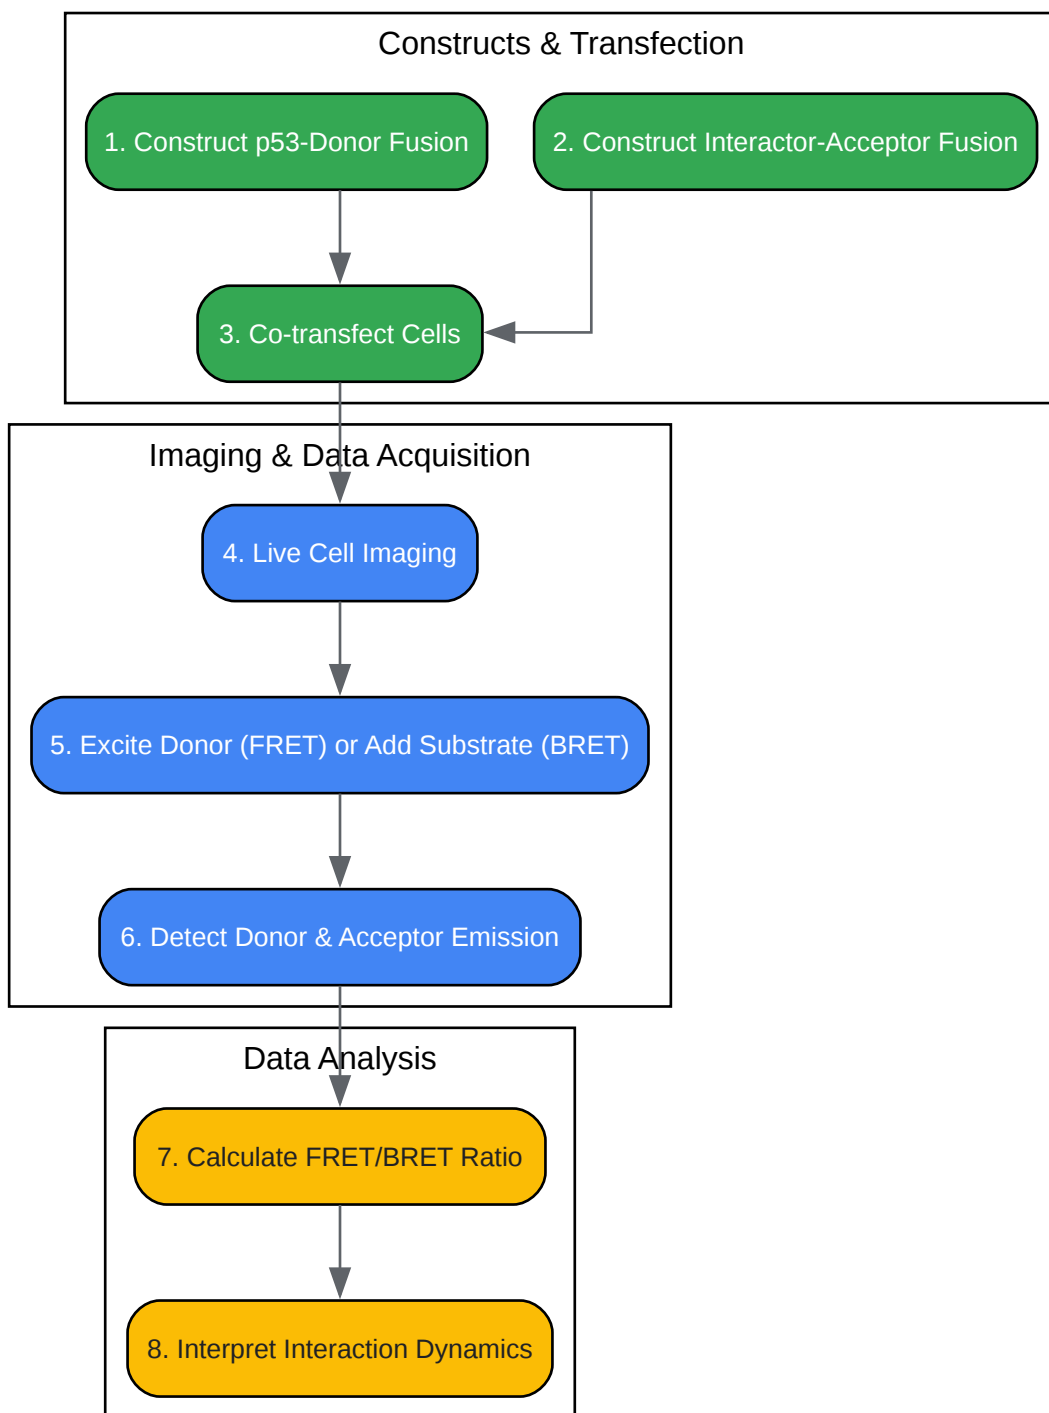 Constructs & Transfection
1. Construct p53-Donor Fusion
2. Construct Interactor-Acceptor Fusion
3. Co-transfect Cells
Imaging & Data Acquisition
4. Live Cell Imaging
5. Excite Donor (FRET) or Add Substrate (BRET)
6. Detect Donor & Acceptor Emission
Data Analysis
7. Calculate FRET/BRET Ratio
8. Interpret Interaction Dynamics